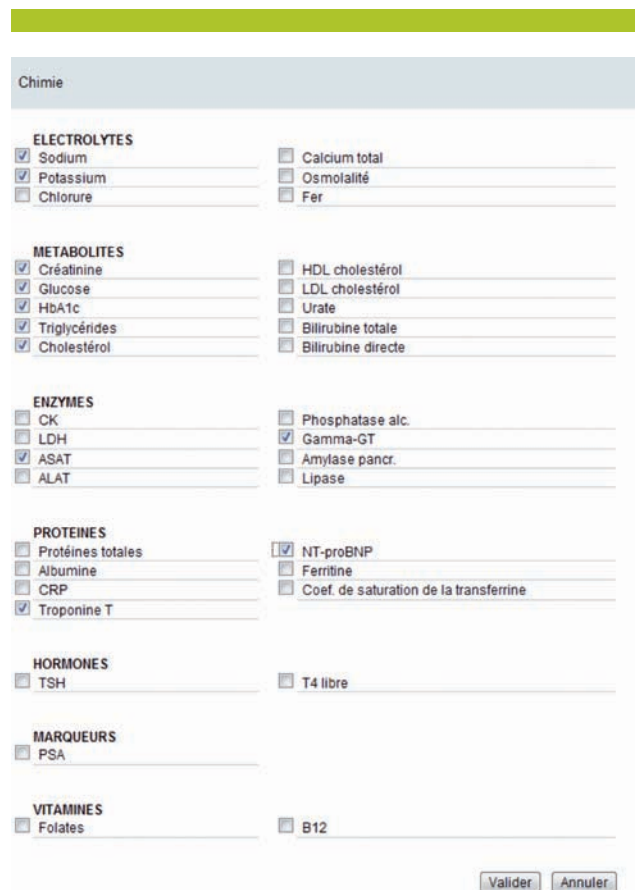 Chimie
ELECTROLYTES
Sodium
Calcium total
Potassium
Osmolalité
Chlorure
Fer
METABOLITES
Créatinine
HDL cholestérol
Glucose
LDL cholestérol
HbA1c
Urate
Triglycérides
Bilirubine totale
Cholestérol
Bilirubine directe
ENZYMES
CK
Phosphatase alc.
LDH
Gamma-GT
ASAT
Amylase pancr.
ALAT
Lipase
PROTEINES
Protéines totales
NT-proBNP
Albumine
Ferritine
CRP
Coef. de saturation de la transferrine
Troponine T
HORMONES
TSH
T4 libre
MARQUEURS
PSA
VITAMINES
Folates
B12
Valider Annuler